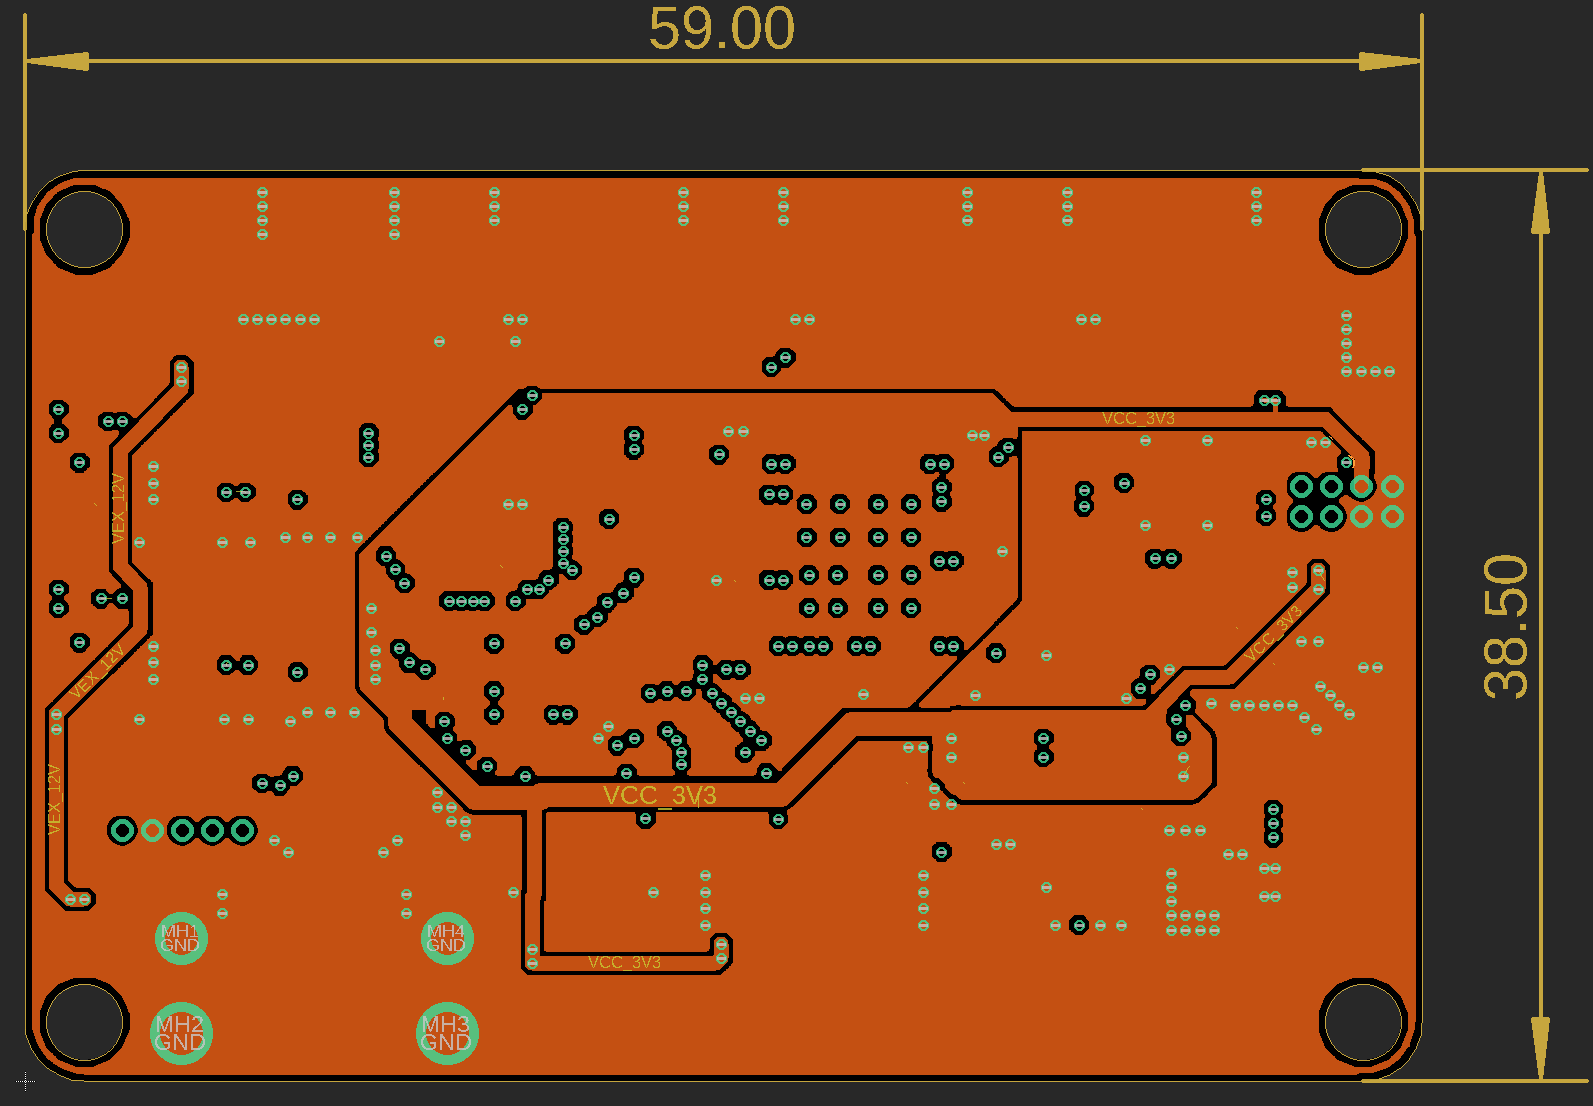 59.00
VCC_3V3
VEX_12V
38.50
VCC_3V3
VEX_12V
VEX_12V
VCC_3V3
MH1
GND
MH4
GND
VCC_3V3
MH2
GND
MH3
GND